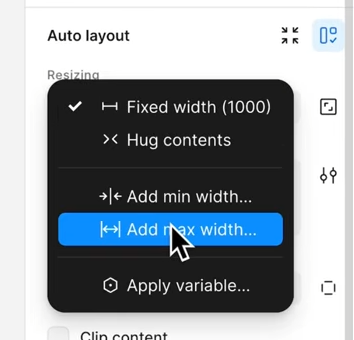 Auto layout
Resizing
Fixed width (1000)
Hug contents
Add min width...
Add max width...
Apply variable...
Clip content